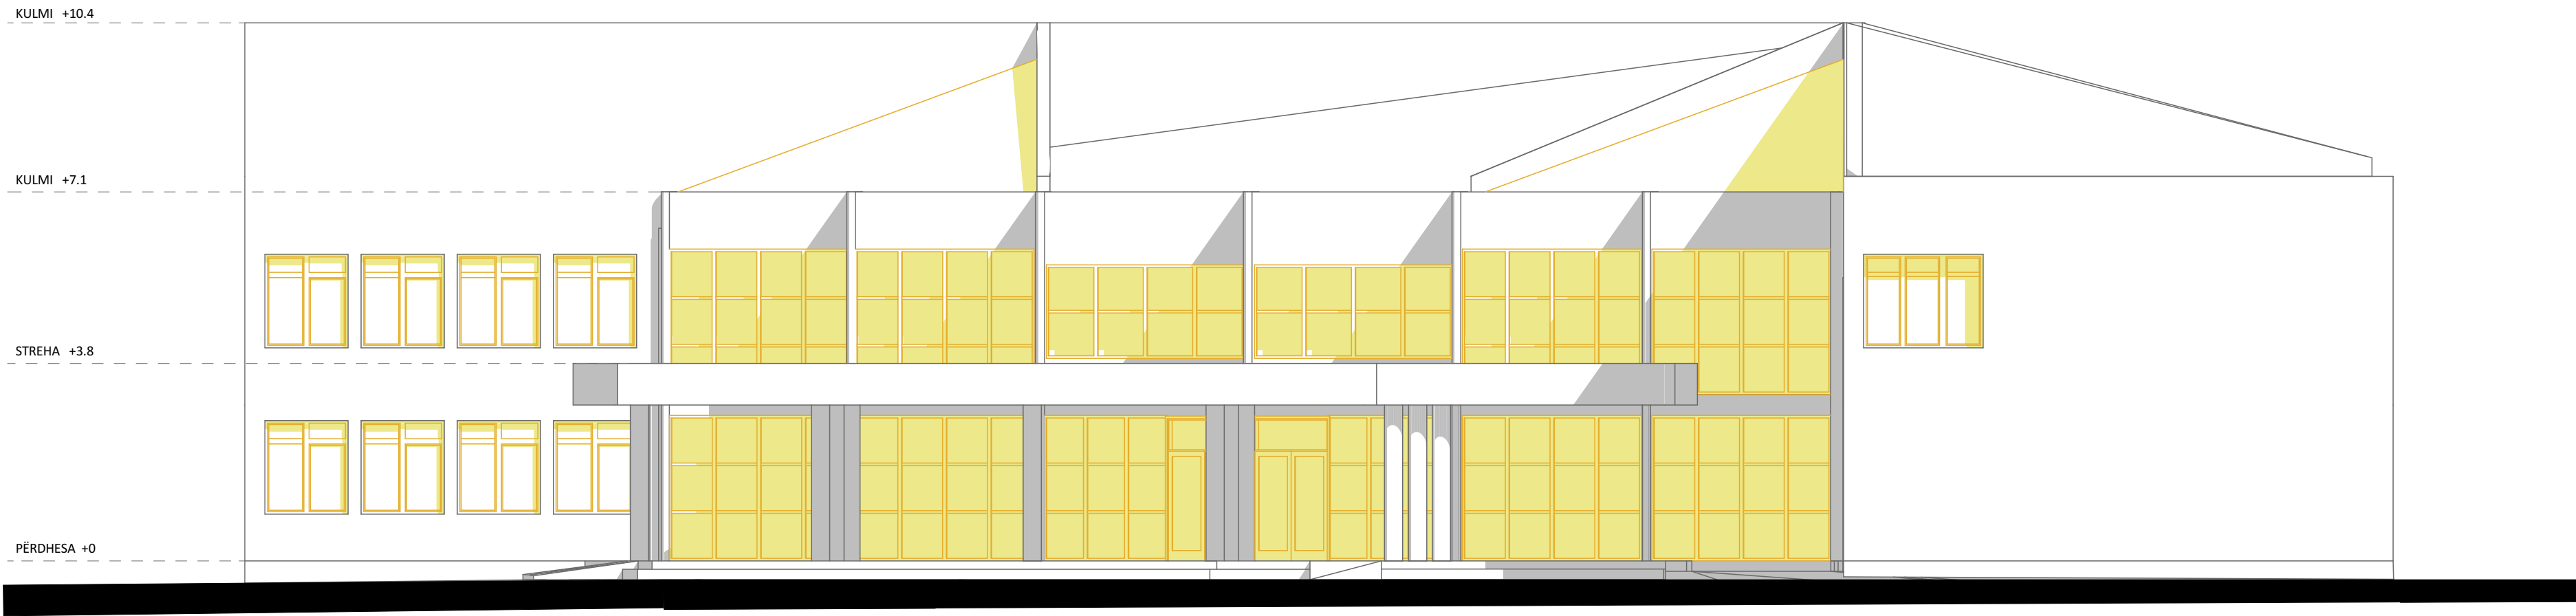 KULMI +10.4
KULMI +7.1
STREHA +3.8
PËRDHESA +0